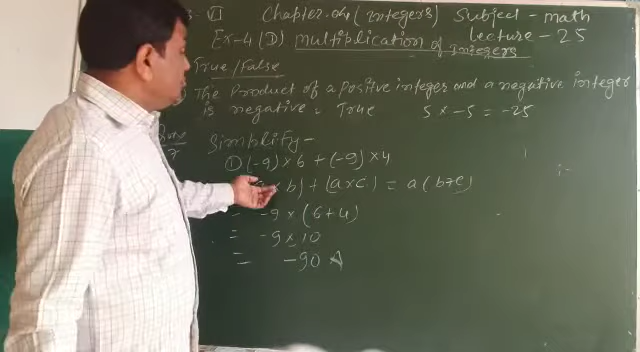 VI Chapter-04 (Integers) Subject - math
Ex-4(D) Multiplication of integers Lecture - 25
True/False
The Product of a positive integer and a negative integer
is negative = True 5 × -5 = -25
Simplify-
① (-9) × 6 + (-9) × 4
× b) + (a × c) = a(b+c)
= -9 × (6+4)
= -9 × 10
= -90 A